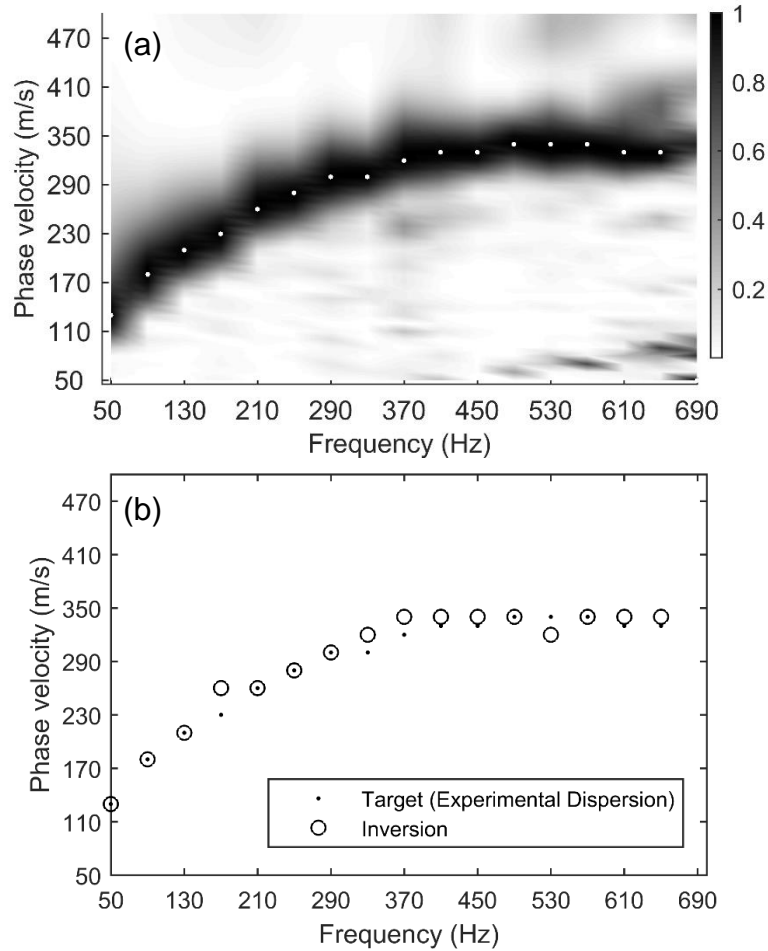 (a)
Phase velocity (m/s)
470
410
350
290
230
170
110
50
50 130 210 290 370 450 530 610 690
Frequency (Hz)
1
0.8
0.6
0.4
0.2
(b)
Phase velocity (m/s)
470
410
350
290
230
170
110
50
Target (Experimental Dispersion)
Inversion
50 130 210 290 370 450 530 610 690
Frequency (Hz)